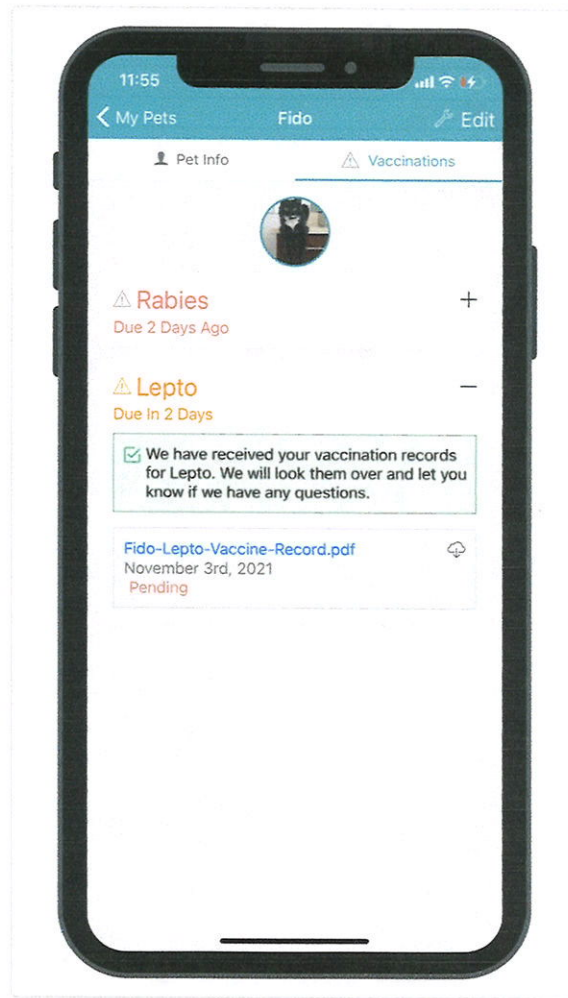 11:55
My Pets
Fido
Edit
Pet Info
Vaccinations
Rabies
Due 2 Days Ago
Lepto
Due In 2 Days
We have received your vaccination records
for Lepto. We will look them over and let you
know if we have any questions.
Fido-Lepto-Vaccine-Record.pdf
November 3rd, 2021
Pending